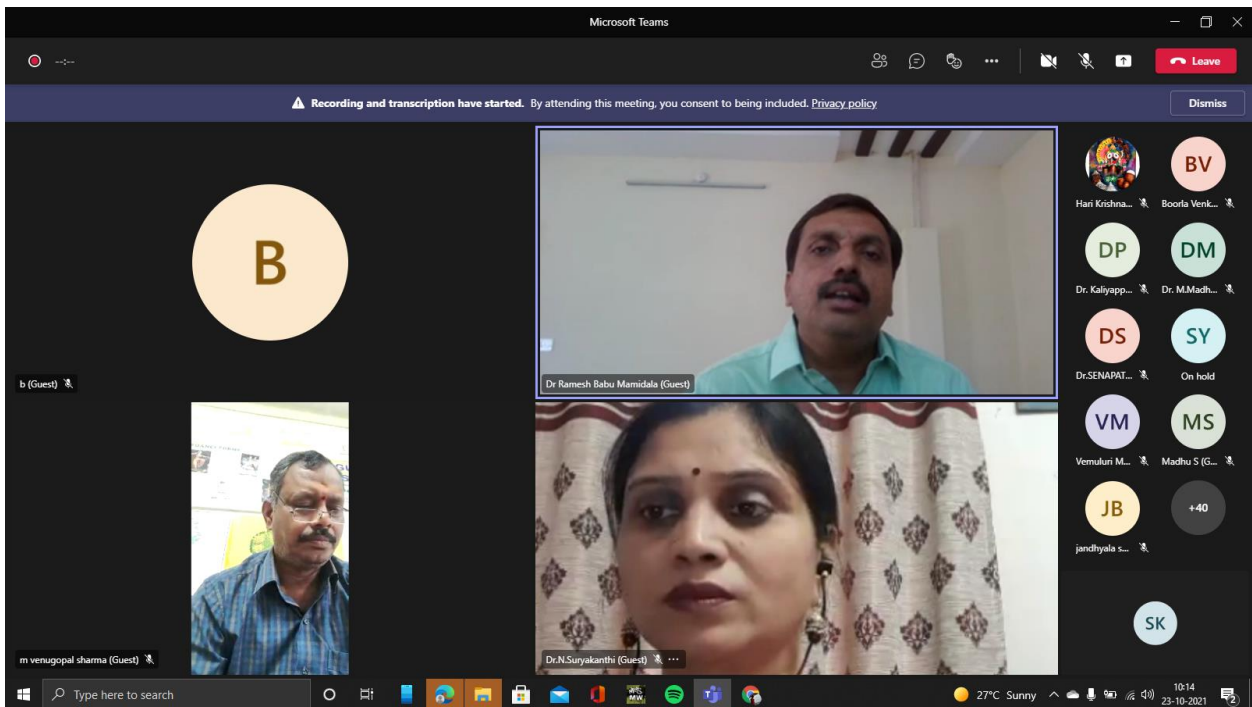 Microsoft Teams
--:--
Leave
Recording and transcription have started. By attending this meeting, you consent to being included. Privacy policy
Dismiss
B
b (Guest)
Dr Ramesh Babu Mamidala (Guest)
m venugopal sharma (Guest)
Dr.N.Suryakanthi (Guest)
Hari Krishna...
BV
Boorla Venk...
DP
Dr. Kaliyapp...
DM
Dr. M.Madh...
DS
Dr.SENAPAT...
SY
On hold
VM
Vemuluri M...
MS
Madhu S (G...
JB
jandhyala s...
+40
SK
Type here to search
27°C Sunny
10:14
23-10-2021
2